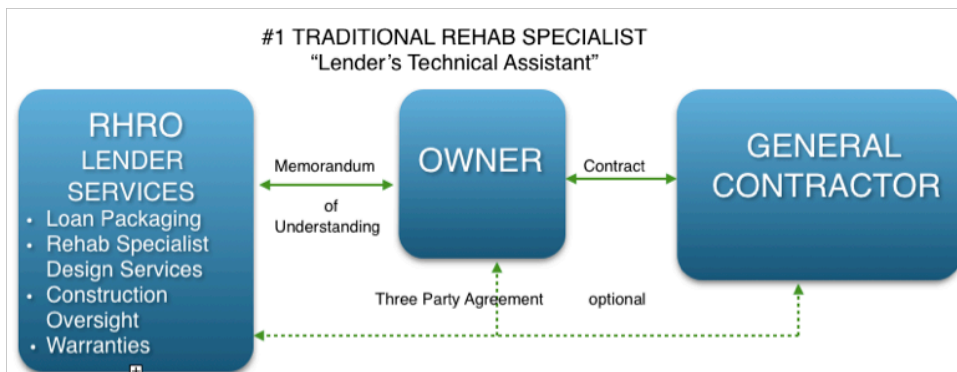 #1 TRADITIONAL REHAB SPECIALIST
“Lender’s Technical Assistant”
RHRO
LENDER
SERVICES
• Loan Packaging
• Rehab Specialist
Design Services
• Construction
Oversight
• Warranties
Memorandum
of
Understanding
OWNER
Contract
GENERAL
CONTRACTOR
Three Party Agreement optional